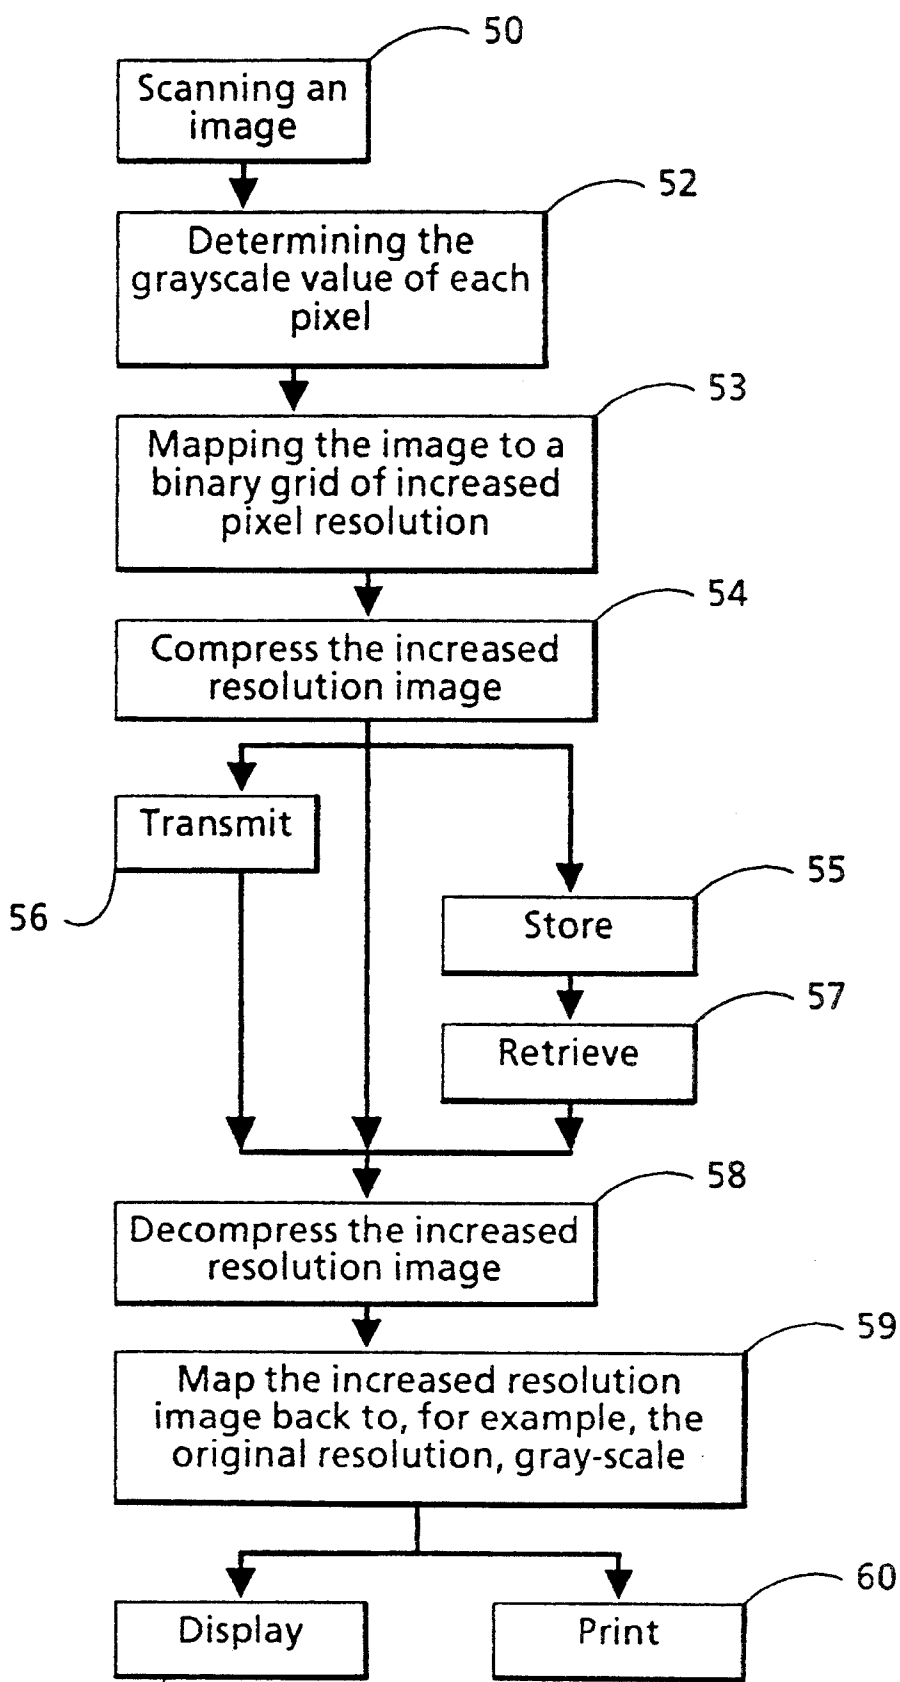 50
Scanning an
image
52
Determining the
grayscale value of each
pixel
53
Mapping the image to a
binary grid of increased
pixel resolution
54
Compress the increased
resolution image
Transmit
56
55
Store
57
Retrieve
58
Decompress the increased
resolution image
59
Map the increased resolution
image back to, for example, the
original resolution, gray-scale
60
Display
Print